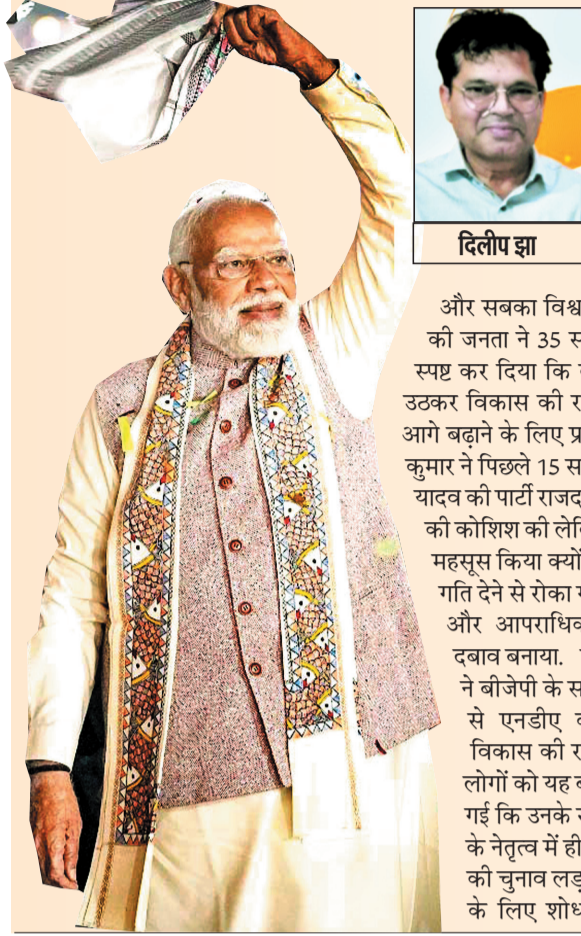 दिलीप झा
और सबका विश्व
की जनता ने 35 स
स्पष्ट कर दिया कि
उठकर विकास की र
आगे बढ़ाने के लिए प्र
कुमार ने पिछले 15 स
यादव की पार्टी राजद
की कोशिश की लेकि
महसूस किया क्यो
गति देने से रोका
और आपराधिक
दबाव बनाया.
ने बीजेपी के स
से एनडीए
विकास की र
लोगों को यह
गई कि उनके
के नेतृत्व में ही
की चुनाव लड़
के लिए शोध